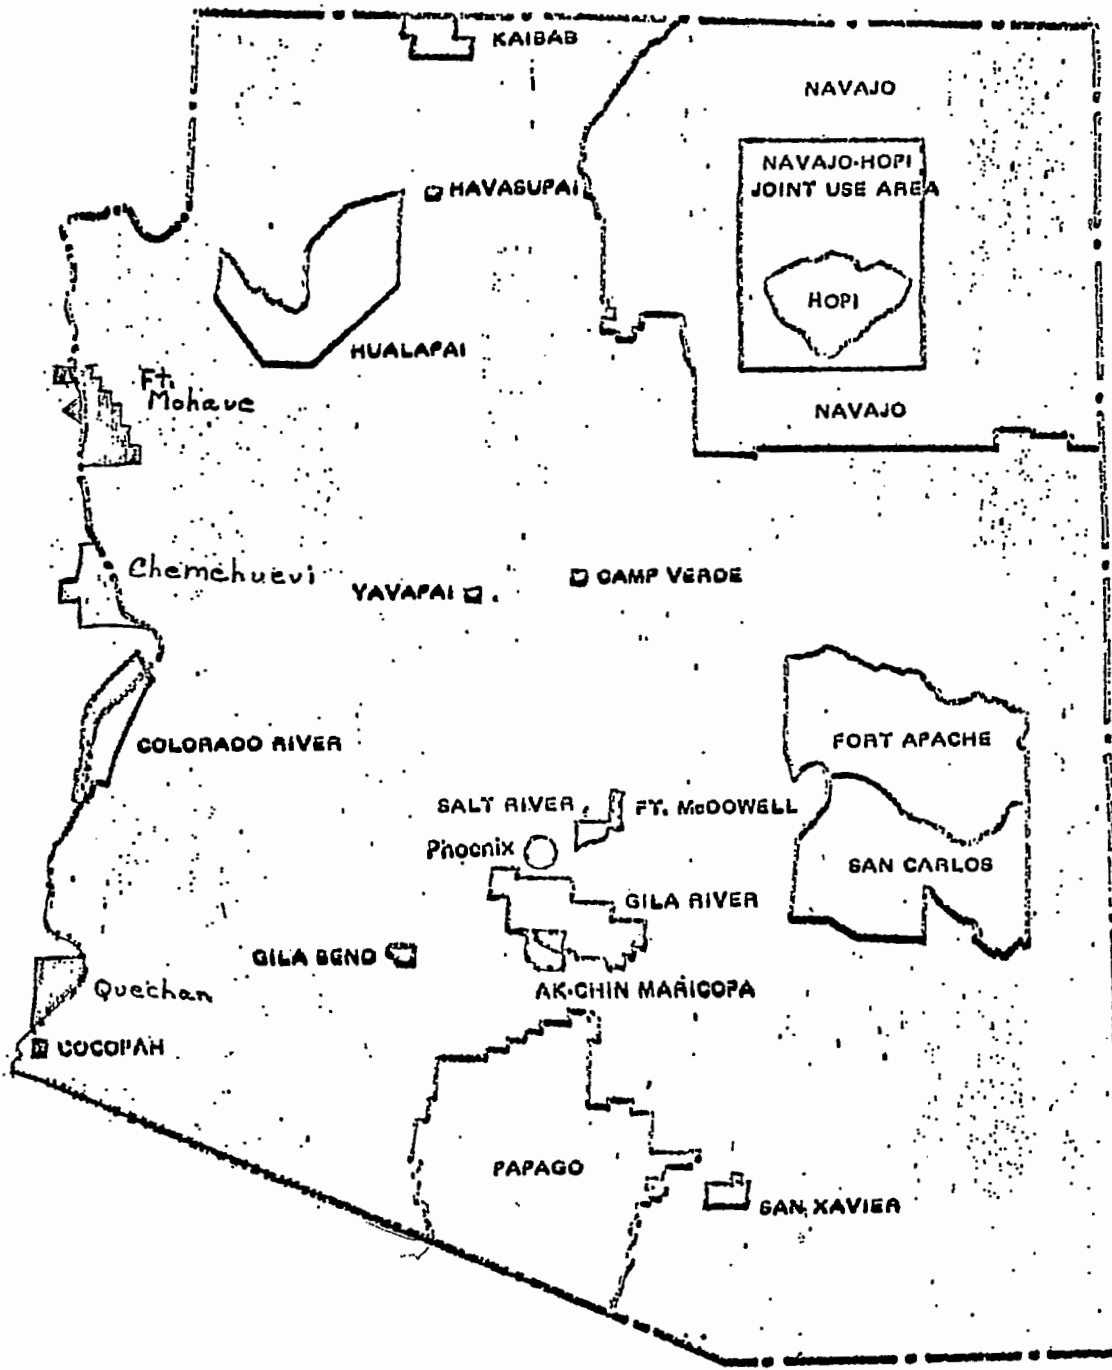 KAIBAB
NAVAJO
NAVAJO-HOPI
JOINT USE AREA
HAVASUPAI
HOPI
HUALAPAI
Ft.
Mohave
NAVAJO
Chemehuevi
YAVAPAI
CAMP VERDE
COLORADO RIVER
FORT APACHE
SALT RIVER
FT. McDOWELL
Phoenix
SAN CARLOS
GILA RIVER
GILA BEND
AK-CHIN MARICOPA
Quechan
COCOPAH
PAPAGO
SAN XAVIER